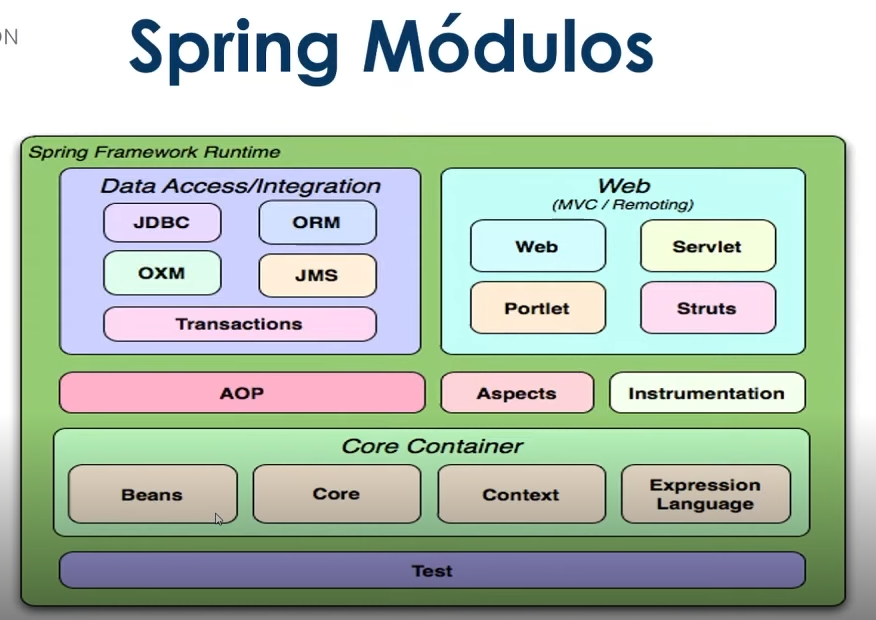 ON
Spring Módulos
Spring Framework Runtime
Data Access/Integration
JDBC
ORM
OXM
JMS
Transactions
Web
(MVC / Remoting)
Web
Servlet
Portlet
Struts
AOP
Aspects
Instrumentation
Core Container
Beans
Core
Context
Expression
Language
Test